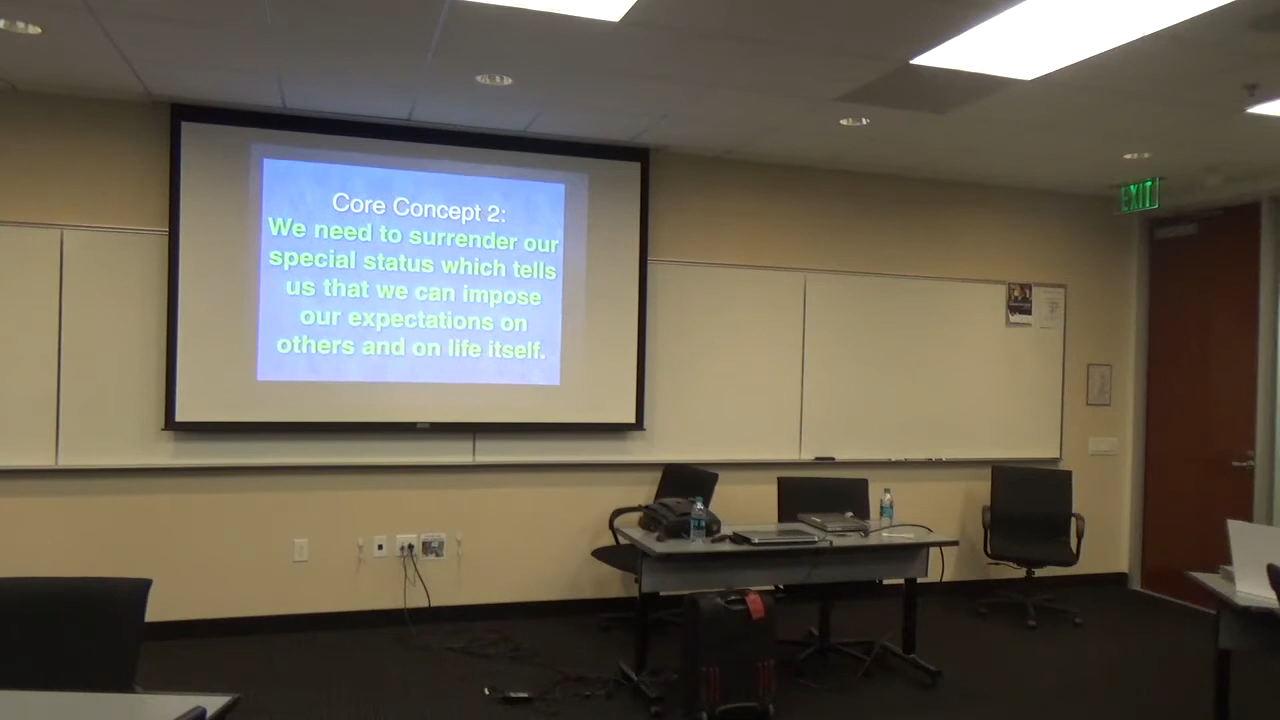 Core Concept 2:
We need to surrender our
special status which tells
us that we can impose
our expectations on
others and on life itself.
EXIT